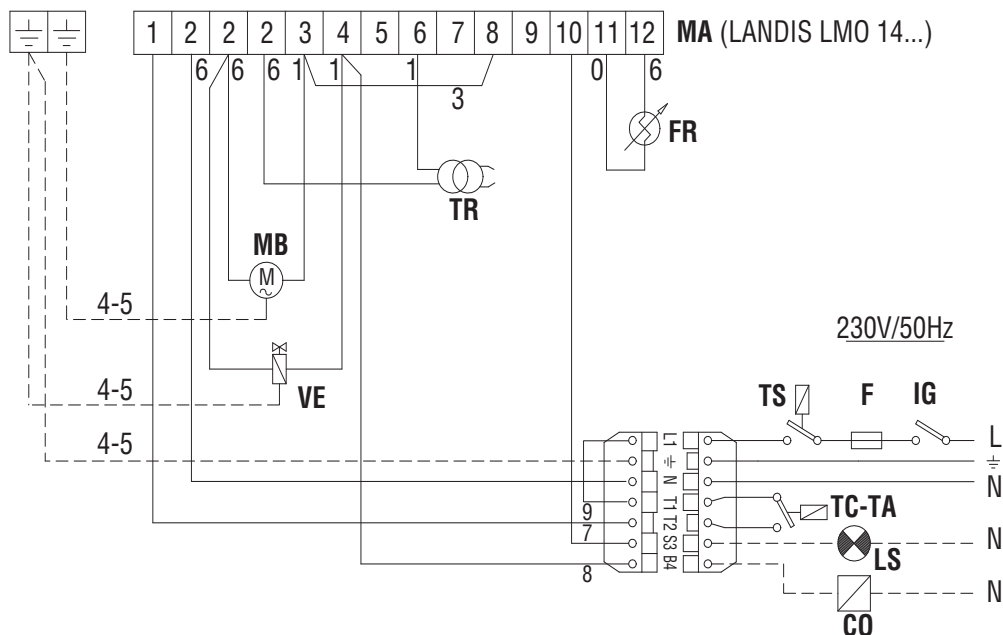 1 2 2 2 3 4 5 6 7 8 9 10 11 12 MA (LANDIS LMO 14...)
6 6 6 1 1 1 0 6
3
FR
TR
MB
M
4-5
230V/50Hz
VE
4-5
TS F IG
4-5
L1 L
N N
T1 TC-TA
9
T2
7 S3 N
LS
8 B4
N
CO